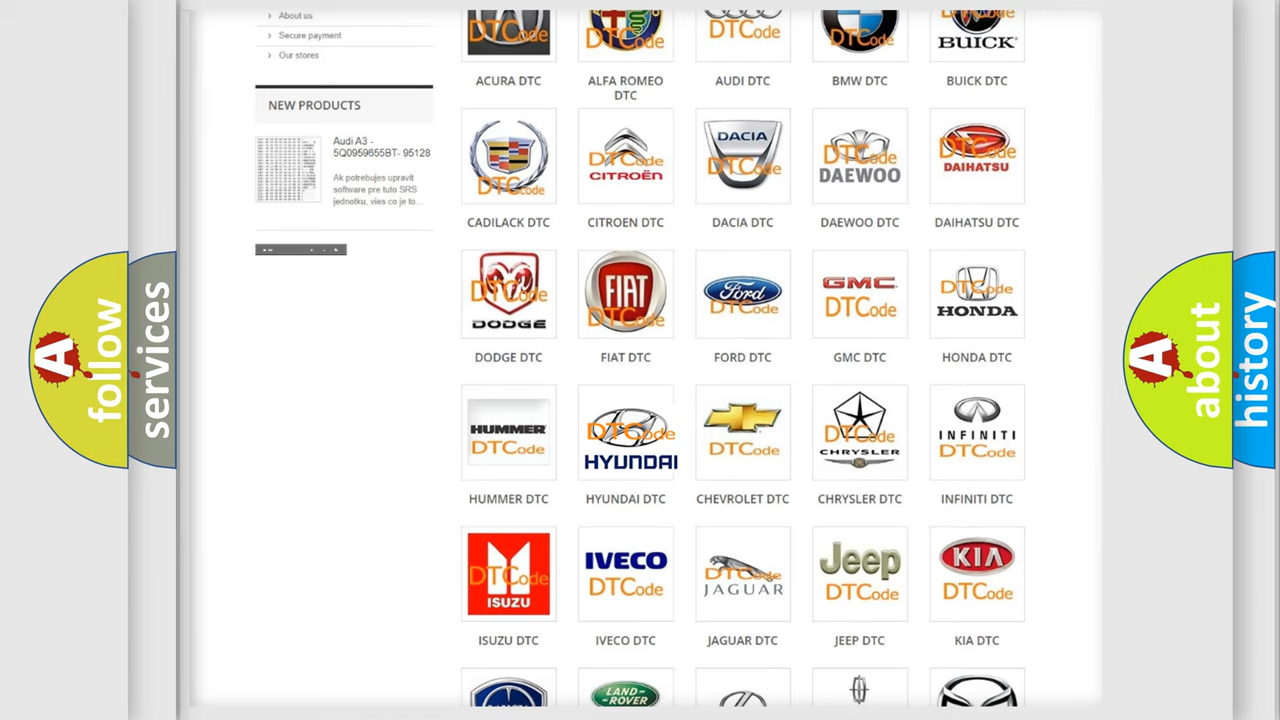 About us
Secure payment
Our stores
NEW PRODUCTS
Audi A3 -
5Q0959655BT- 95128
Ak potrebujes upravit
software pre tuto SRS
jednotku, vies co je to...
DTCode
DTCode
DTCode
DTCode
DTCode
BUICK
ACURA DTC
ALFA ROMEO
DTC
AUDI DTC
BMW DTC
BUICK DTC
DTCode
DTCode
CITROËN
DACIA
DTCode
DTCode
DAEWOO
DTCode
DAIHATSU
CADILACK DTC
CITROEN DTC
DACIA DTC
DAEWOO DTC
DAIHATSU DTC
DTCode
DODGE
FIAT
DTCode
Ford
DTCode
GMC
DTCode
DTCode
HONDA
DODGE DTC
FIAT DTC
FORD DTC
GMC DTC
HONDA DTC
HUMMER
DTCode
DTCode
HYUNDAI
DTCode
DTCode
CHRYSLER
INFINITI
DTCode
HUMMER DTC
HYUNDAI DTC
CHEVROLET DTC
CHRYSLER DTC
INFINITI DTC
DTCode
ISUZU
IVECO
DTCode
DTCode
JAGUAR
Jeep
DTCode
KIA
DTCode
ISUZU DTC
IVECO DTC
JAGUAR DTC
JEEP DTC
KIA DTC
LAND-
ROVER
A follow
services
A about
history